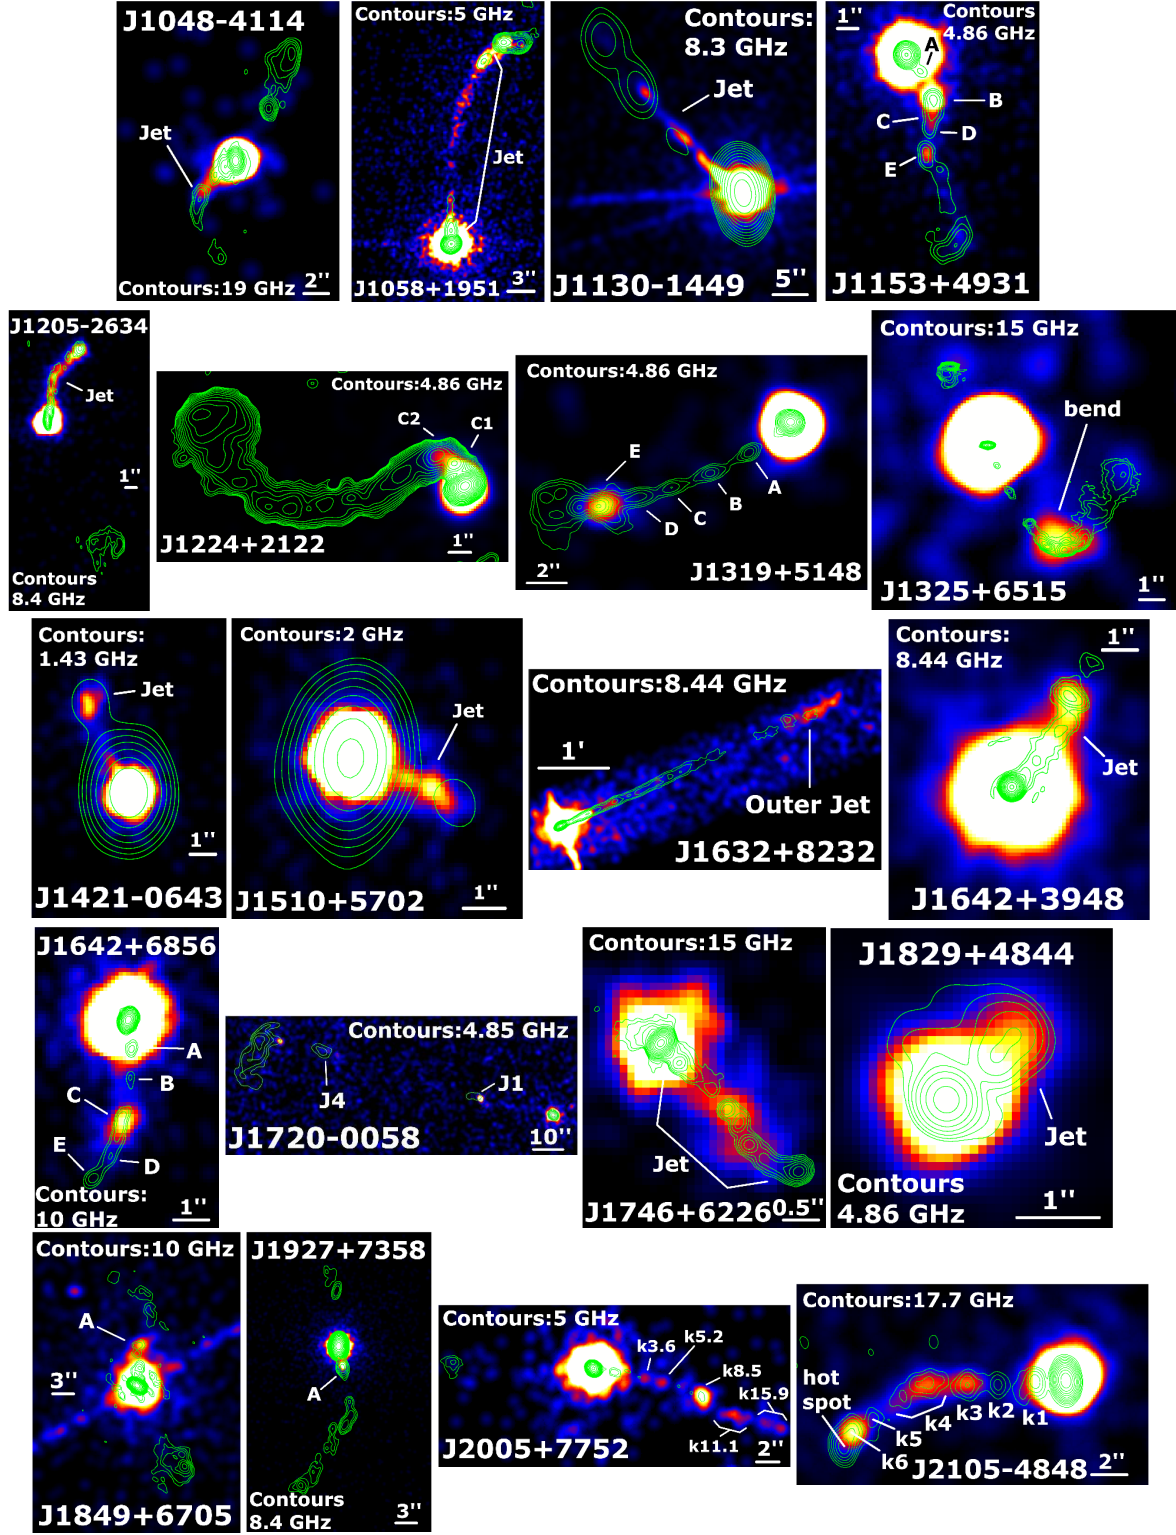 J1048-4114
Jet
Contours:19 GHz
2''
Contours:5 GHz
Jet
J1058+1951
3''
Contours:
8.3 GHz
Jet
J1130-1449
5''
1''
Contours
4.86 GHz
A
B
C
D
E
J1153+4931
J1205-2634
Jet
1''
Contours
8.4 GHz
Contours:4.86 GHz
C2
C1
J1224+2122
1''
Contours:4.86 GHz
E
A
B
C
D
2''
J1319+5148
Contours:15 GHz
bend
J1325+6515
1''
Contours:
1.43 GHz
Jet
1''
J1421-0643
Contours:2 GHz
Jet
J1510+5702
1''
Contours:8.44 GHz
1'
Outer Jet
J1632+8232
Contours:
8.44 GHz
1''
Jet
J1642+3948
J1642+6856
A
B
C
E
D
Contours:
10 GHz
1''
Contours:4.85 GHz
J4
J1
J1720-0058
10''
Contours:15 GHz
Jet
J1746+6226
0.5''
J1829+4844
Jet
Contours
4.86 GHz
1''
Contours:10 GHz
A
3''
J1849+6705
J1927+7358
A
Contours
8.4 GHz
3''
Contours:5 GHz
k3.6
k5.2
k8.5
k15.9
k11.1
J2005+7752
2''
Contours:17.7 GHz
hot
spot
k5
k4
k3
k2
k1
k6
J2105-4848
2''